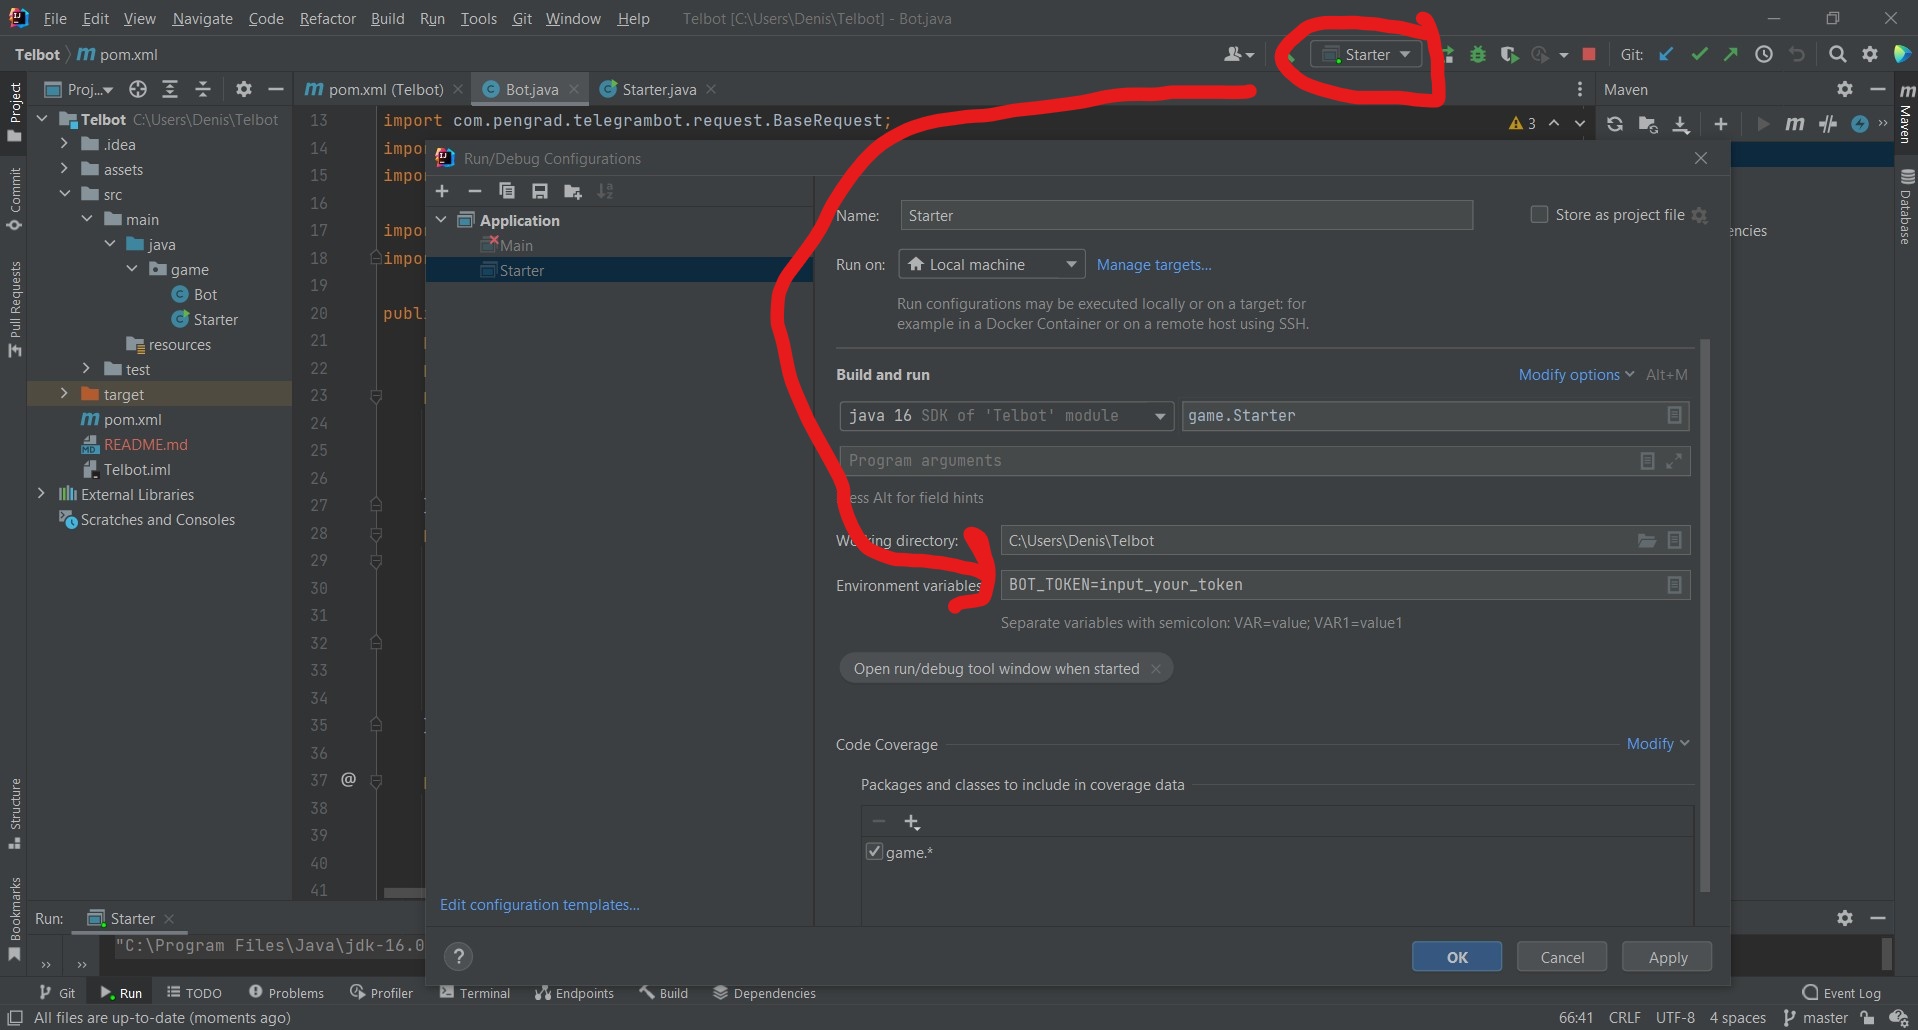 File Edit View Navigate Code Refactor Build Run Tools Git Window Help Telbot [C:\Users\Denis\Telbot] - Bot.java
Telbot pom.xml Starter Git:
Project
Proj...
pom.xml (Telbot) Bot.java Starter.java
Maven
Telbot C:\Users\Denis\Telbot
.idea
assets
src
main
java
game
Bot
Starter
resources
test
target
pom.xml
README.md
Telbot.iml
External Libraries
Scratches and Consoles
Commit
Pull Requests
Structure
Bookmarks
Maven
Database
13 import com.pengrad.telegrambot.request.BaseRequest;
3
14 impor
15 impor
16
17 impor
18 impor
19
20 publi
21
22
23
24
25
26
27
28
29
30
31
32
33
34
35
36
37 @
38
39
40
41
encies
Run/Debug Configurations
Application
Main
Starter
Edit configuration templates...
Name: Starter Store as project file
Run on: Local machine Manage targets...
Run configurations may be executed locally or on a target: for
example in a Docker Container or on a remote host using SSH.
Build and run Modify options Alt+M
java 16 SDK of 'Telbot' module game.Starter
Program arguments
ess Alt for field hints
Working directory: C:\Users\Denis\Telbot
Environment variables BOT_TOKEN=input_your_token
Separate variables with semicolon: VAR=value; VAR1=value1
Open run/debug tool window when started
Code Coverage Modify
Packages and classes to include in coverage data
game.*
? OK Cancel Apply
Run: Starter
"C:\Program Files\Java\jdk-16.0
Git Run TODO Problems Profiler Terminal Endpoints Build Dependencies Event Log
All files are up-to-date (moments ago) 66:41 CRLF UTF-8 4 spaces master